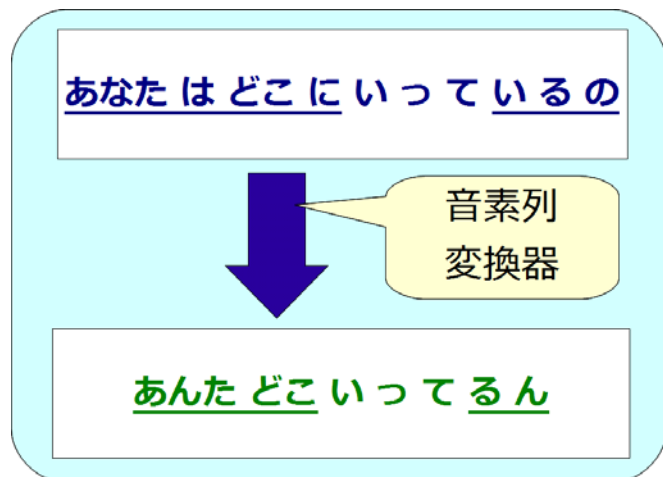 あなた は どこ に い っ て い る の
音素列
変換器
あんた どこ い っ て る ん